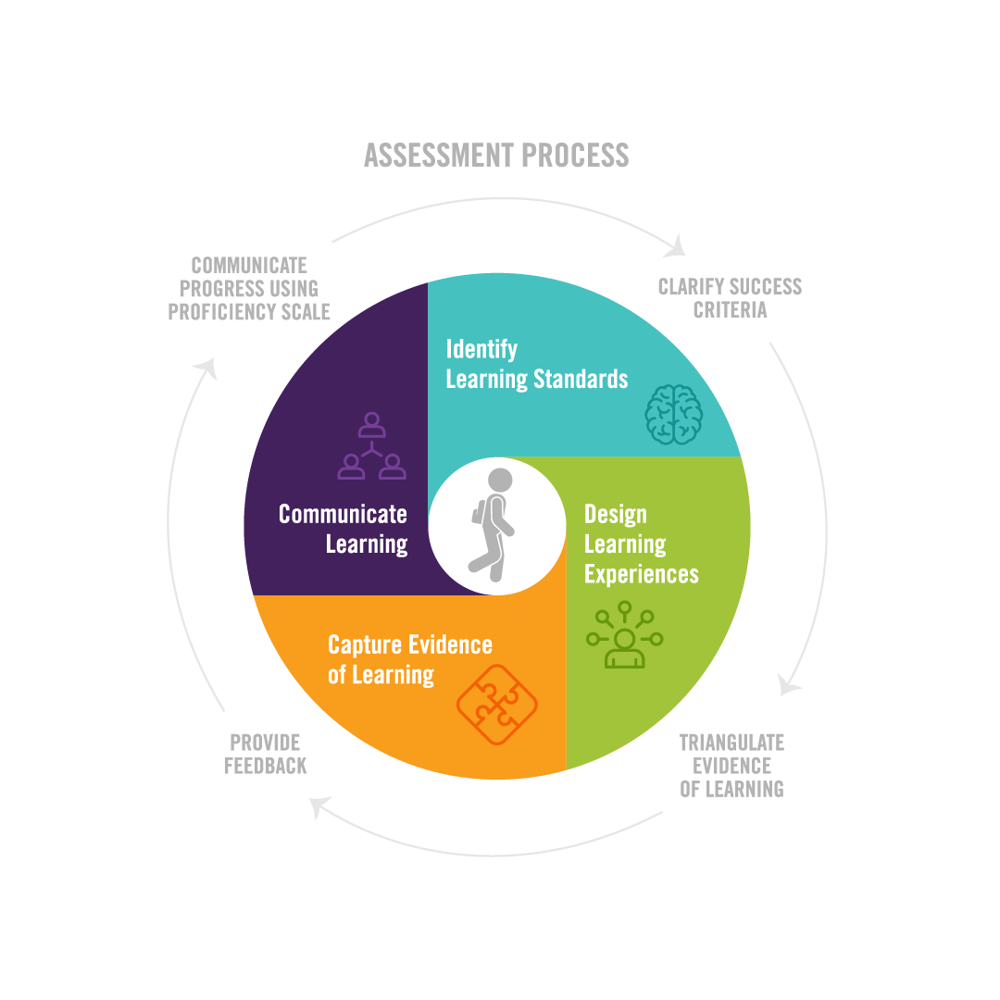 ASSESSMENT PROCESS
COMMUNICATE
PROGRESS USING
PROFICIENCY SCALE
CLARIFY SUCCESS
CRITERIA
Identify
Learning Standards
Communicate
Learning
Design
Learning
Experiences
Capture Evidence
of Learning
PROVIDE
FEEDBACK
TRIANGULATE
EVIDENCE
OF LEARNING